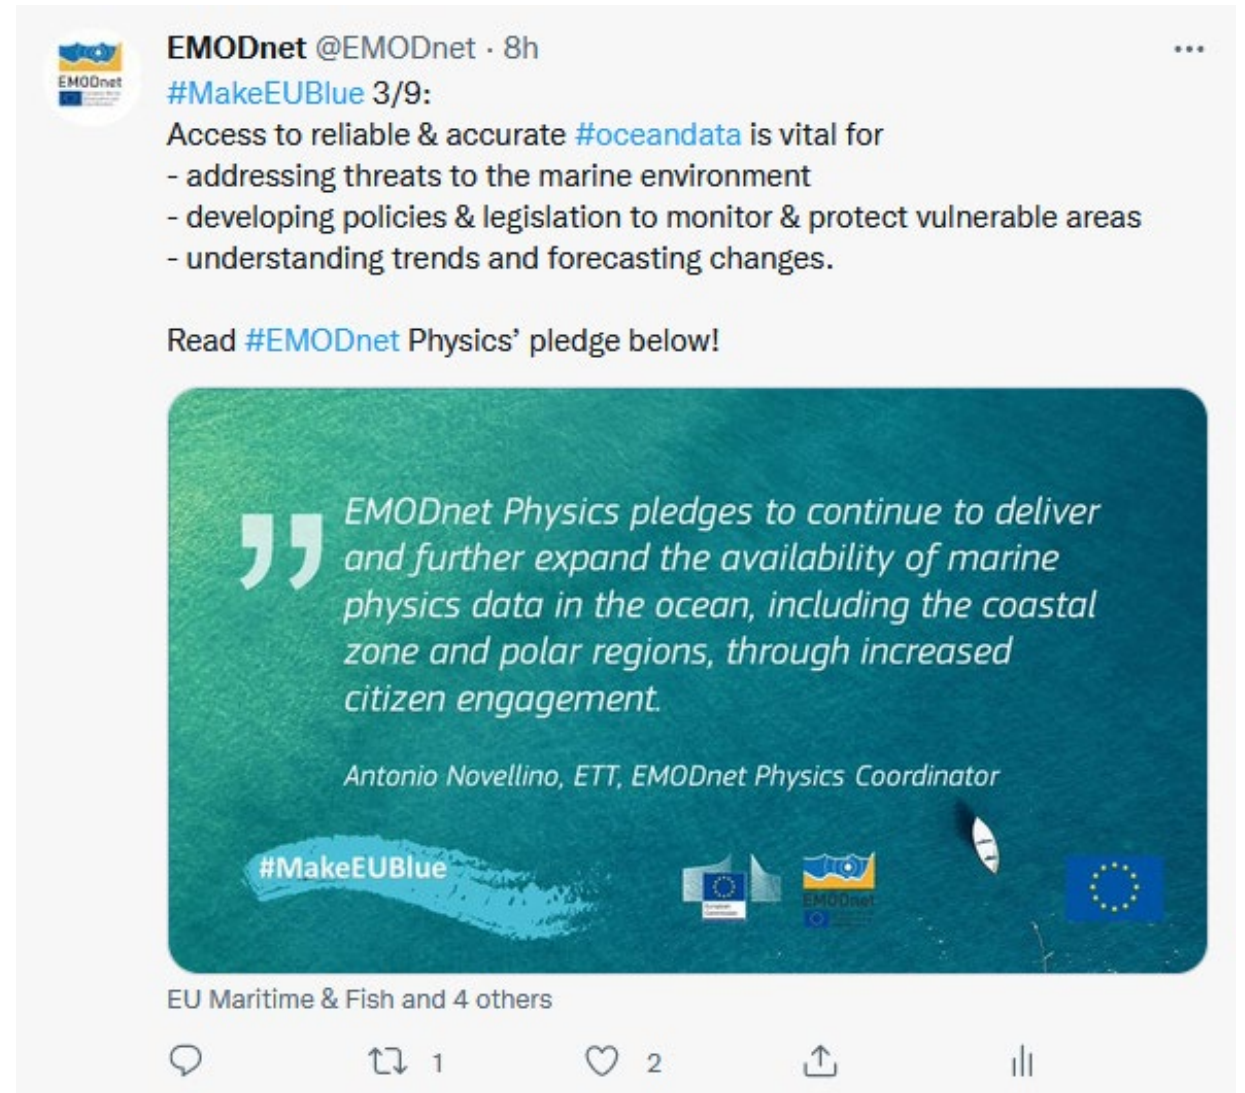 EMODnet @EMODnet · 8h
#MakeEUBlue 3/9:
Access to reliable & accurate #oceandata is vital for
- addressing threats to the marine environment
- developing policies & legislation to monitor & protect vulnerable areas
- understanding trends and forecasting changes.
Read #EMODnet Physics’ pledge below!
EMODnet Physics pledges to continue to deliver
and further expand the availability of marine
physics data in the ocean, including the coastal
zone and polar regions, through increased
citizen engagement.
Antonio Novellino, ETT, EMODnet Physics Coordinator
#MakeEUBlue
European
Commission
EMODnet
EU Maritime & Fish and 4 others
1
2
EMODnet